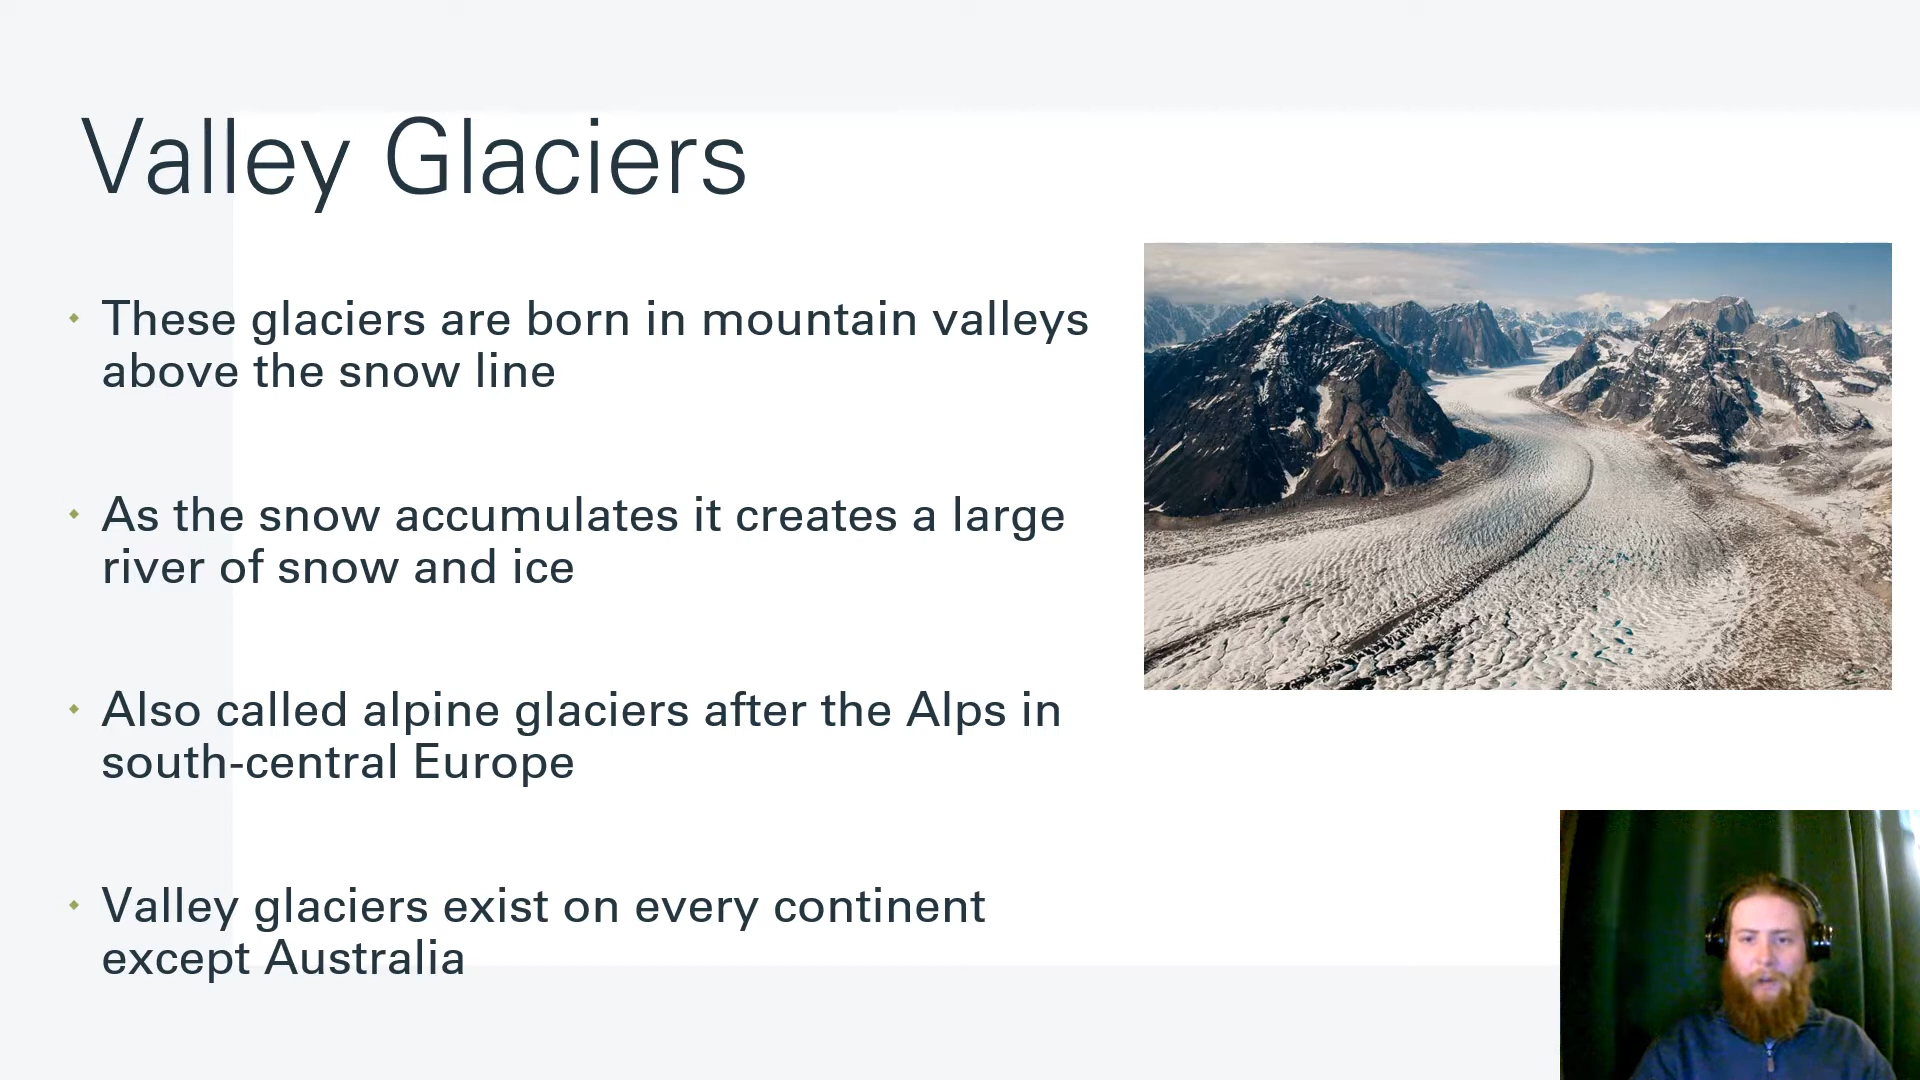 Valley Glaciers
These glaciers are born in mountain valleys
above the snow line
As the snow accumulates it creates a large
river of snow and ice
Also called alpine glaciers after the Alps in
south-central Europe
Valley glaciers exist on every continent
except Australia